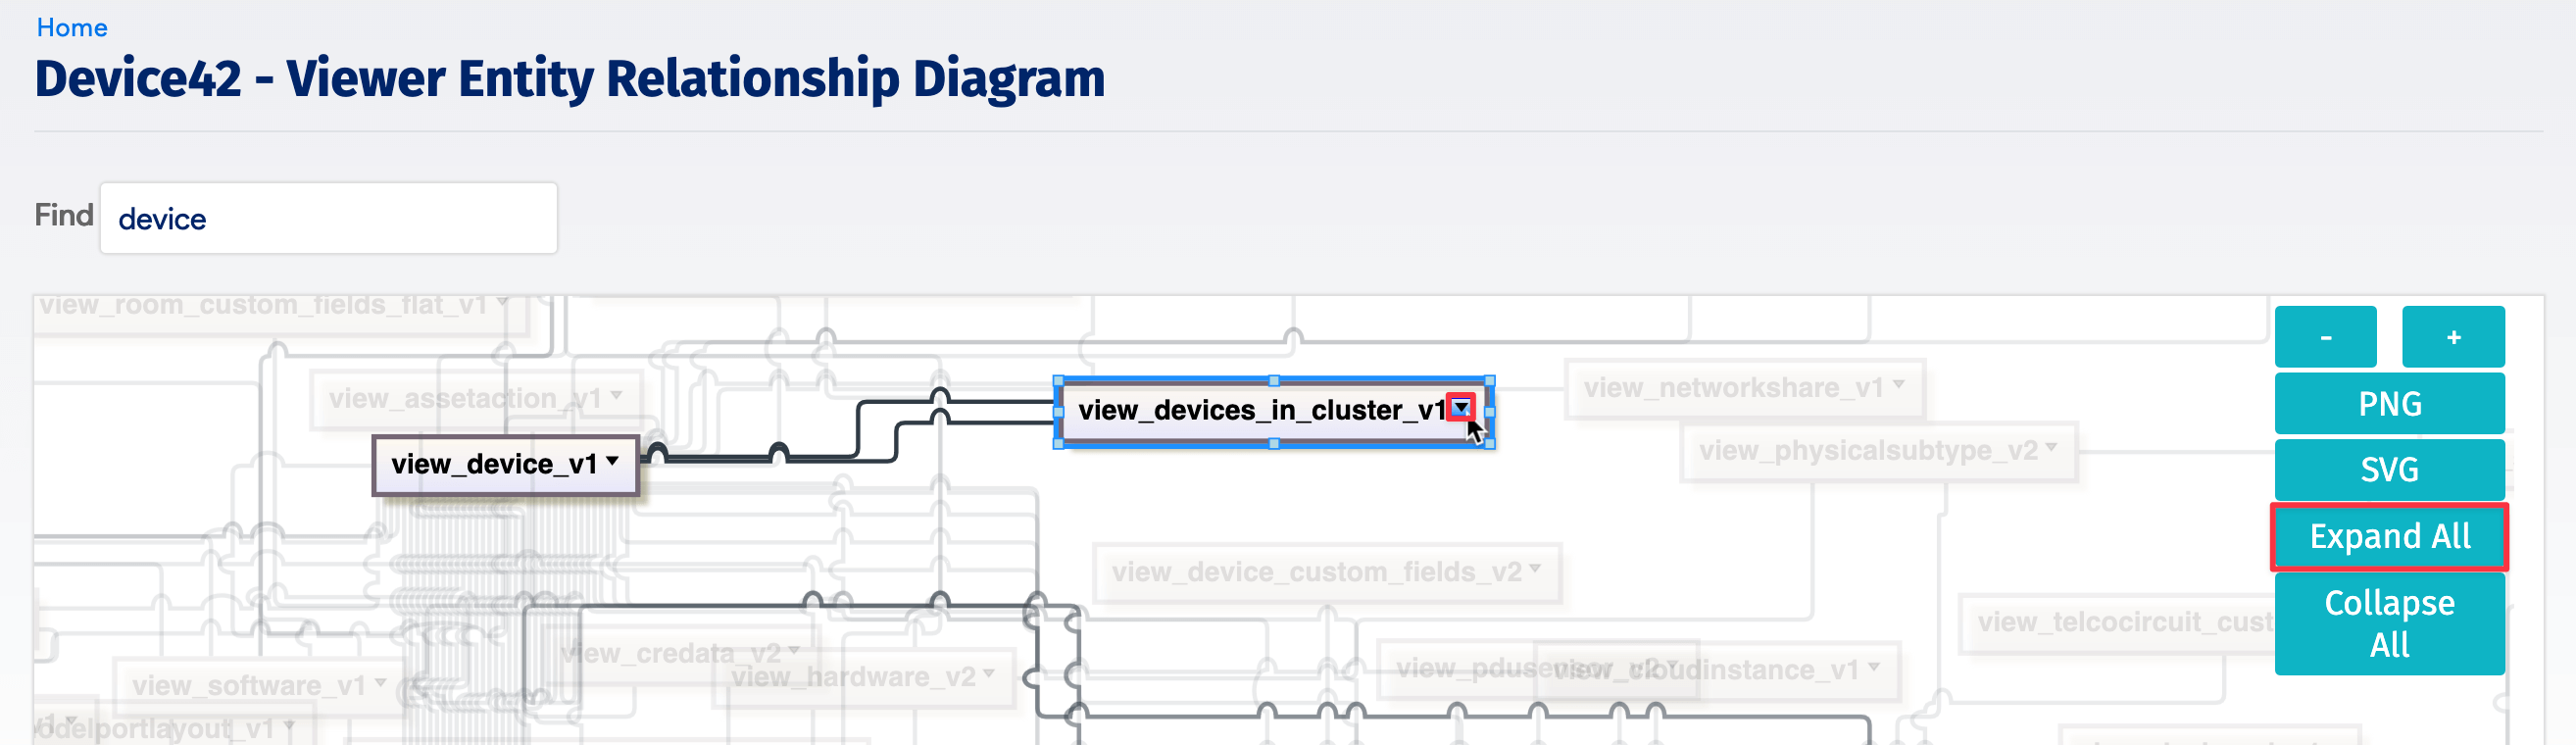 Home
Device42 - Viewer Entity Relationship Diagram
Find device
view_room_custom_fields_flat_v1
- +
PNG
SVG
Expand All
Collapse
All
view_assetaction_v1
view_devices_in_cluster_v1
view_networkshare_v1
view_device_v1
view_physicalsubtype_v2
view_device_custom_fields_v2
view_telcocircuit_cust
view_credata_v2
view_hardware_v2
view_cloudinstance_v1
view_software_v1
odelportlayout_v1